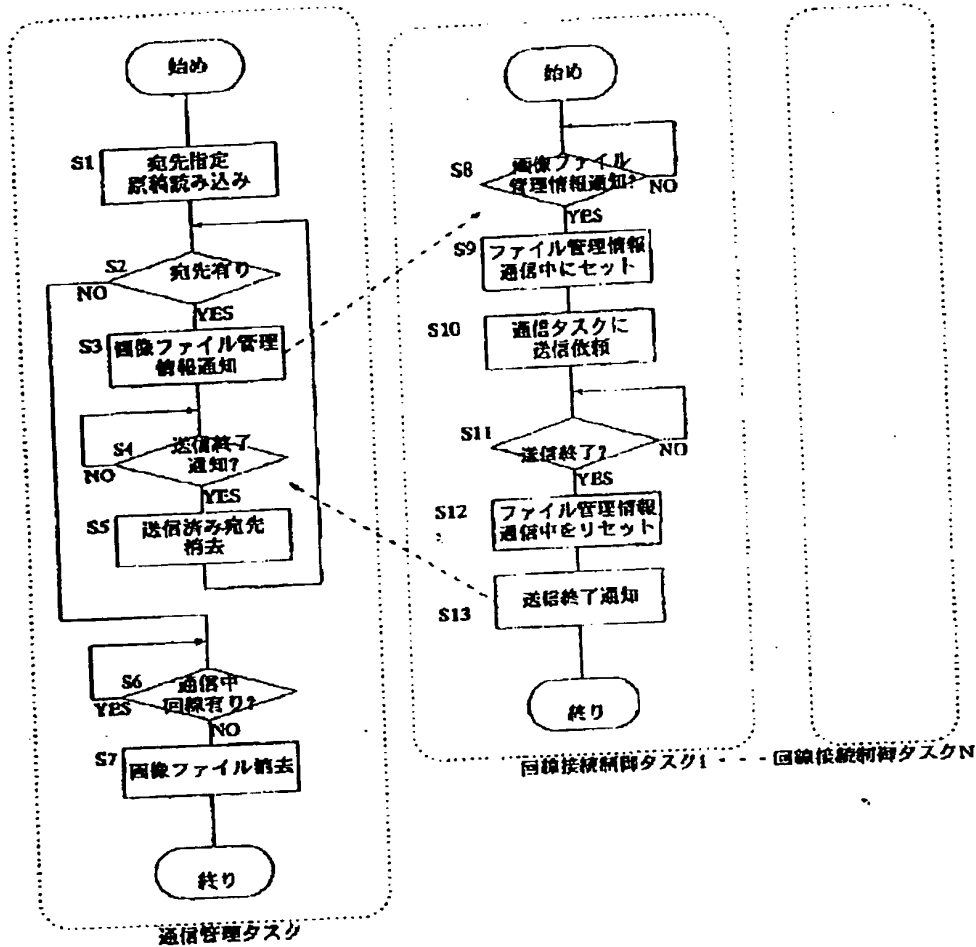 始め
S1
宛先指定
原稿読み込み
S2
宛先有り
NO
YES
S3
画像ファイル管理
情報通知
S4
送信終了
通知?
NO
YES
S5
送信済み宛先
消去
S6
通信中
回線有り?
YES
NO
S7
画像ファイル消去
終り
通信管理タスク
始め
S8
画像ファイル
管理情報通知?
NO
YES
S9
ファイル管理情報
通信中にセット
S10
通信タスクに
送信依頼
S11
送信終了?
NO
YES
S12
ファイル管理情報
通信中をリセット
S13
送信終了通知
終り
回線接続制御タスク1 - - - 回線接続制御タスクN